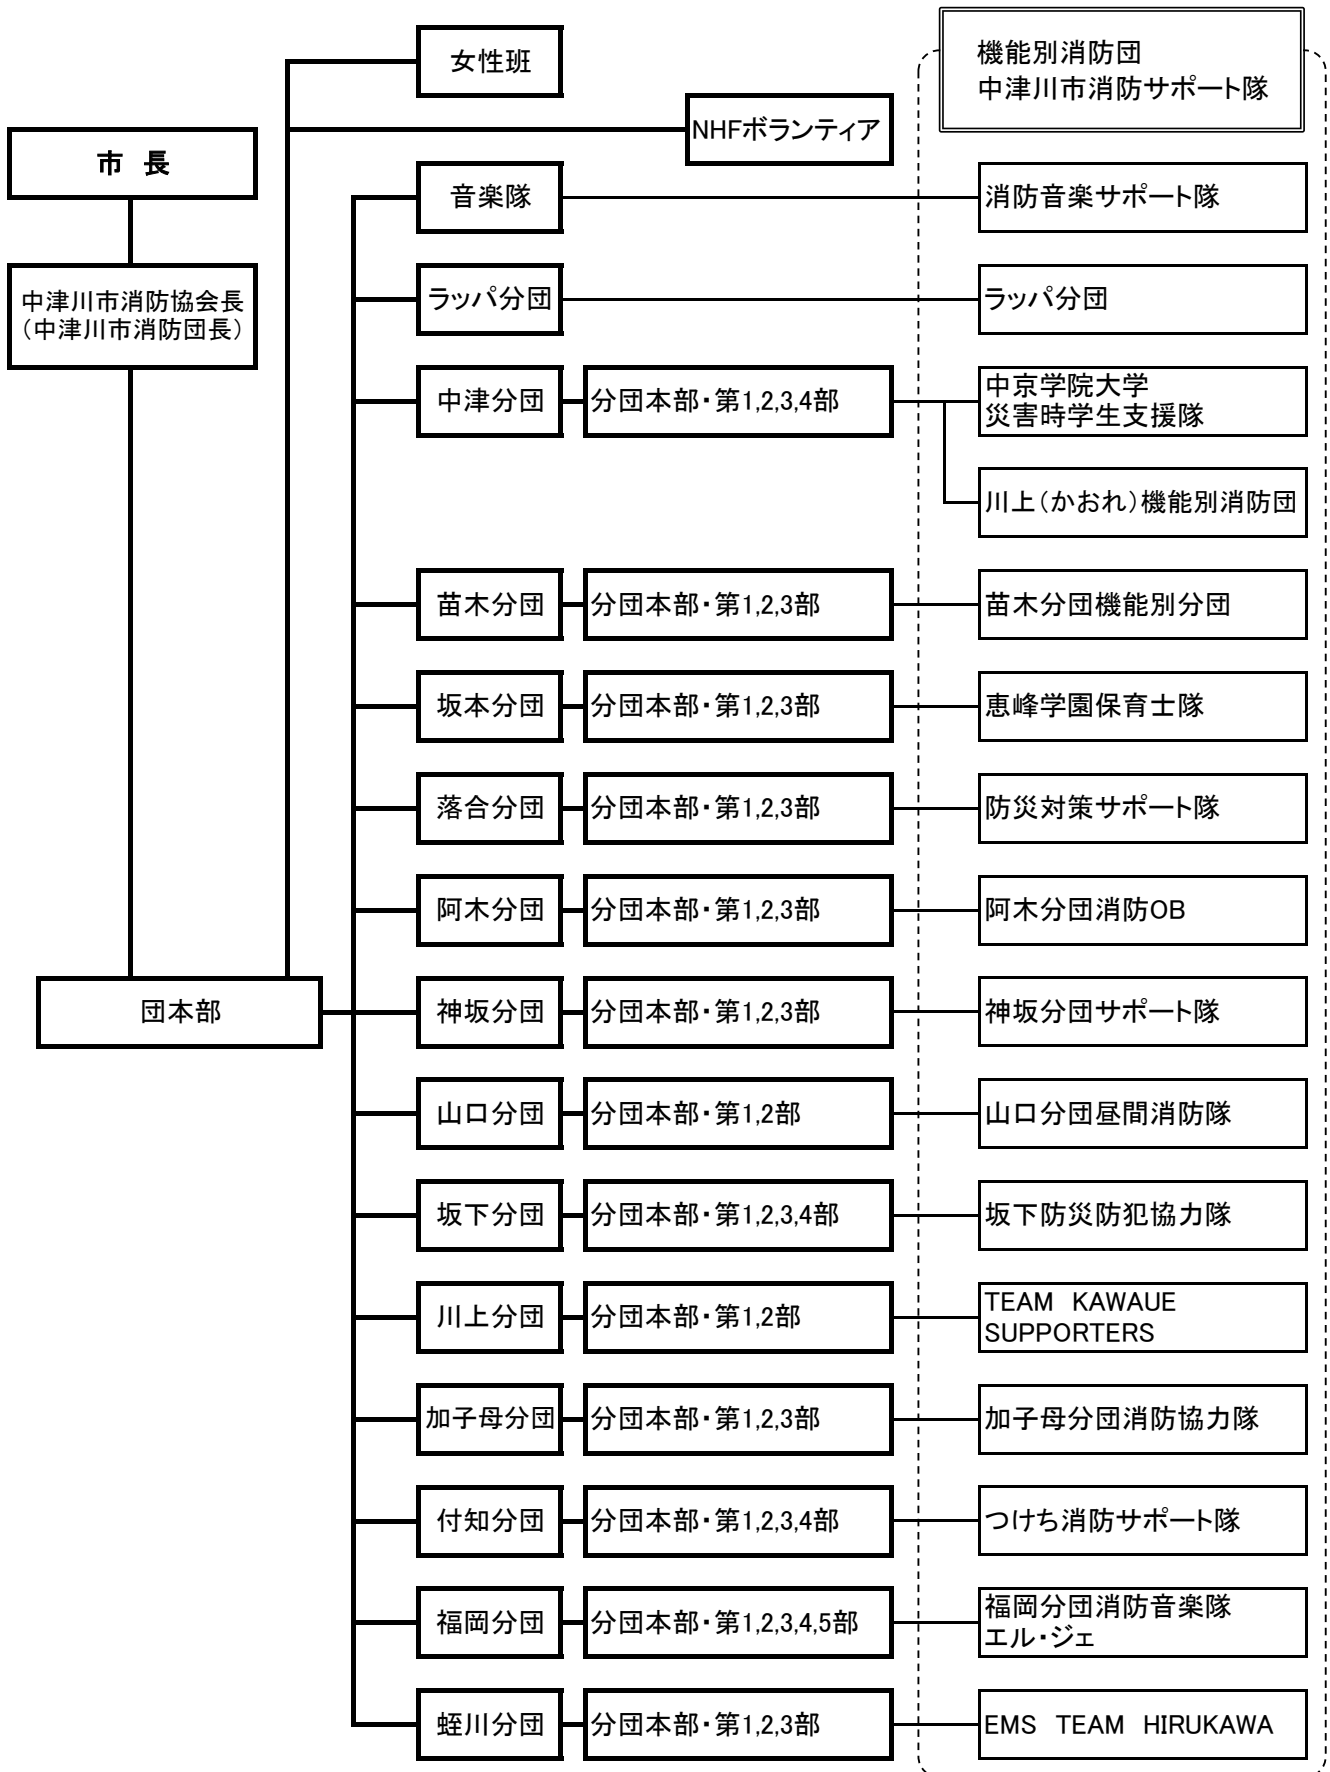 機能別消防団
中津川市消防サポート隊
女性班
NHFボランティア
市　長
音楽隊
消防音楽サポート隊
中津川市消防協会長
（中津川市消防団長）
ラッパ分団
ラッパ分団
中津分団
分団本部・第1,2,3,4部
中京学院大学
災害時学生支援隊
川上（かおれ）機能別消防団
苗木分団
分団本部・第1,2,3部
苗木分団機能別分団
坂本分団
分団本部・第1,2,3部
恵峰学園保育士隊
落合分団
分団本部・第1,2,3部
防災対策サポート隊
阿木分団
分団本部・第1,2,3部
阿木分団消防OB
団本部
神坂分団
分団本部・第1,2,3部
神坂分団サポート隊
山口分団
分団本部・第1,2部
山口分団昼間消防隊
坂下分団
分団本部・第1,2,3,4部
坂下防災防犯協力隊
川上分団
分団本部・第1,2部
TEAM　KAWAUE
SUPPORTERS
加子母分団
分団本部・第1,2,3部
加子母分団消防協力隊
付知分団
分団本部・第1,2,3,4部
つけち消防サポート隊
福岡分団
分団本部・第1,2,3,4,5部
福岡分団消防音楽隊
エル・ジェ
蛭川分団
分団本部・第1,2,3部
EMS　TEAM　HIRUKAWA